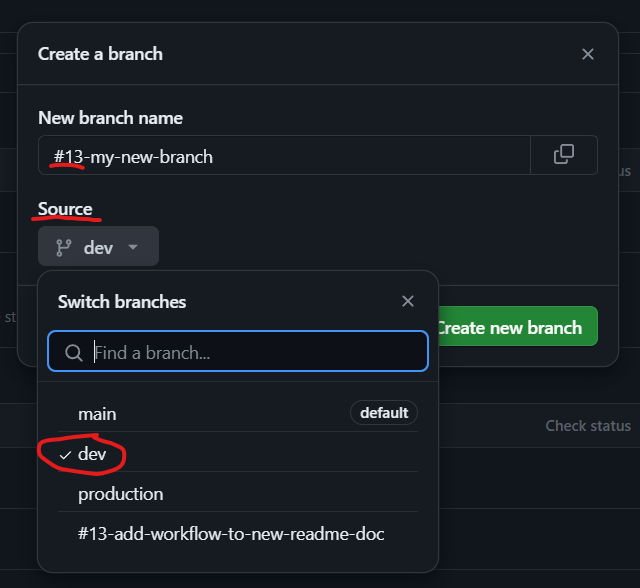 Create a branch
New branch name
#13-my-new-branch
us
Source
dev
st
Switch branches
Create new branch
Find a branch...
main default
dev
Check status
production
#13-add-workflow-to-new-readme-doc